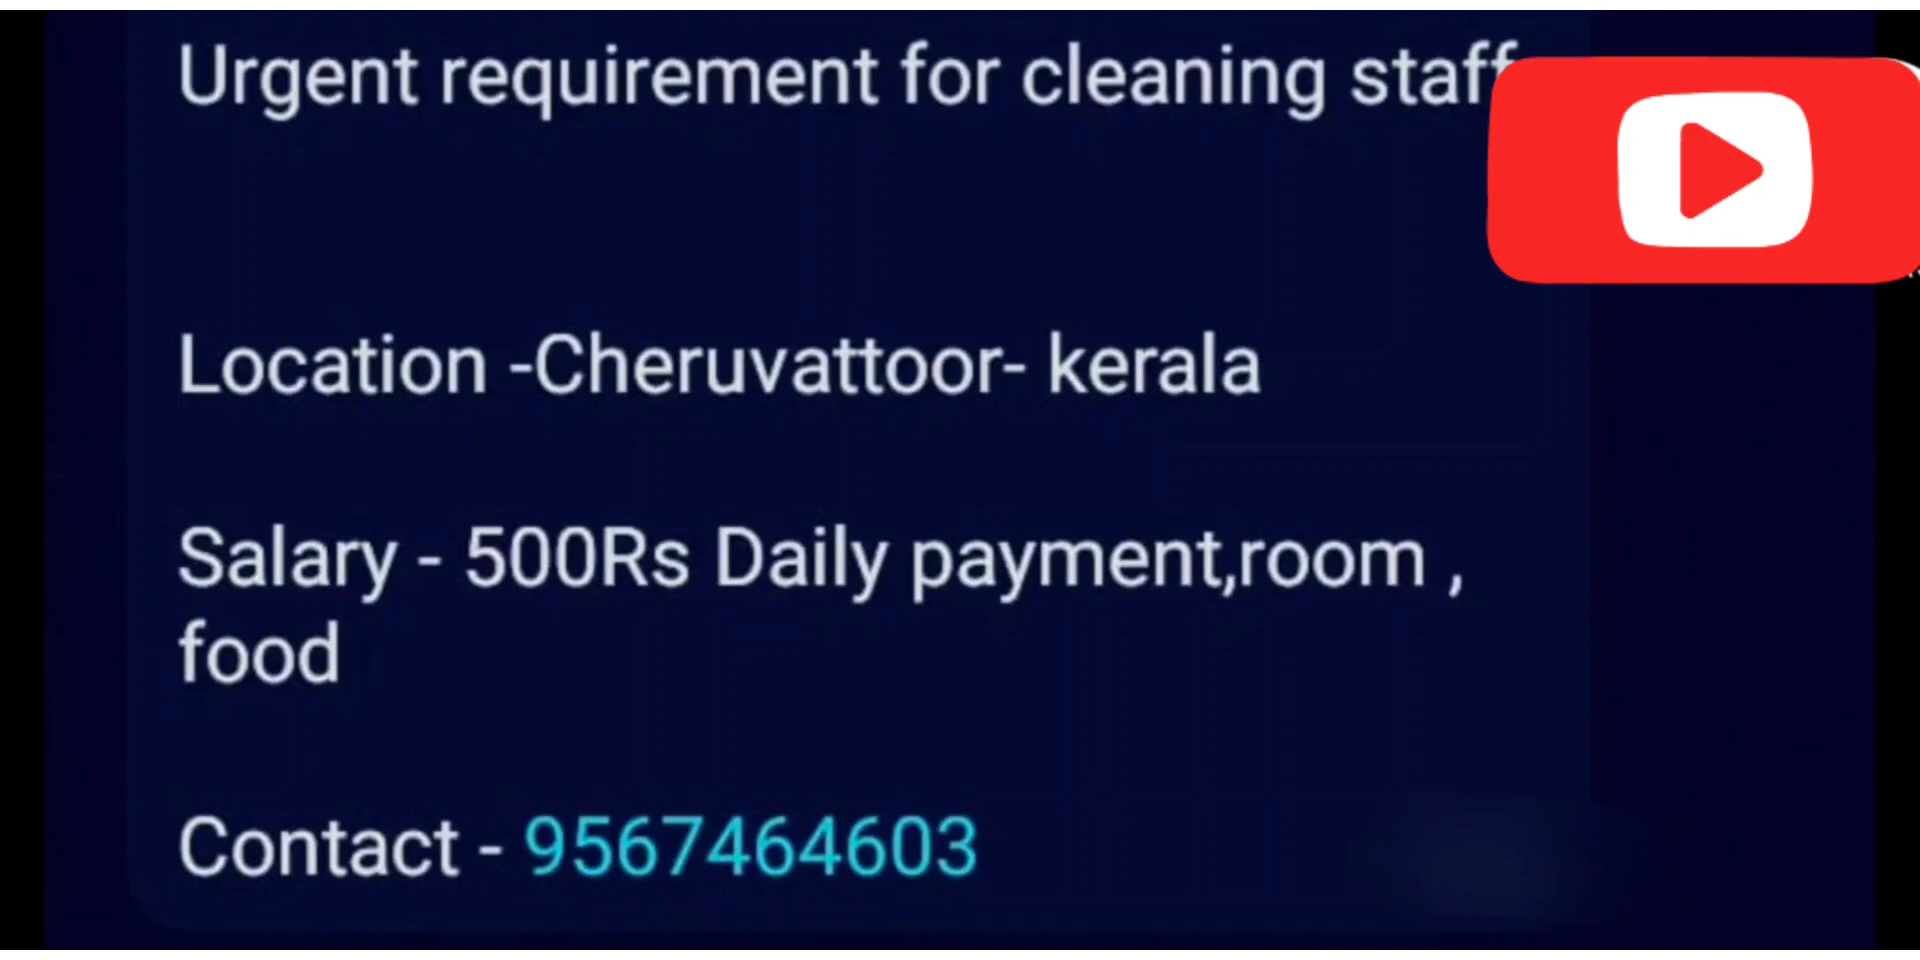 Urgent requirement for cleaning staff
Location -Cheruvattoor- kerala
Salary - 500Rs Daily payment,room ,
food
Contact - 9567464603